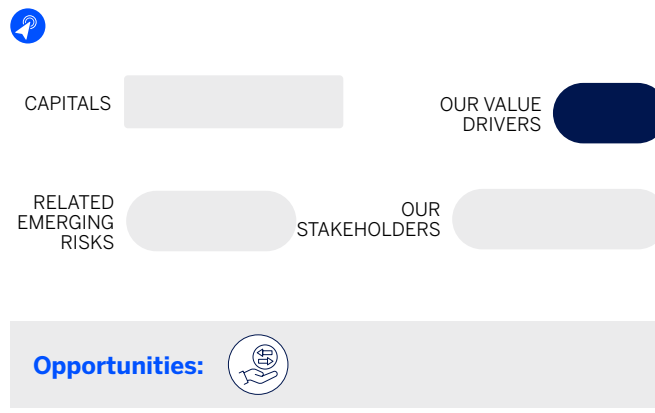 CAPITALS
OUR VALUE
DRIVERS
RELATED
EMERGING
RISKS
OUR
STAKEHOLDERS
Opportunities: